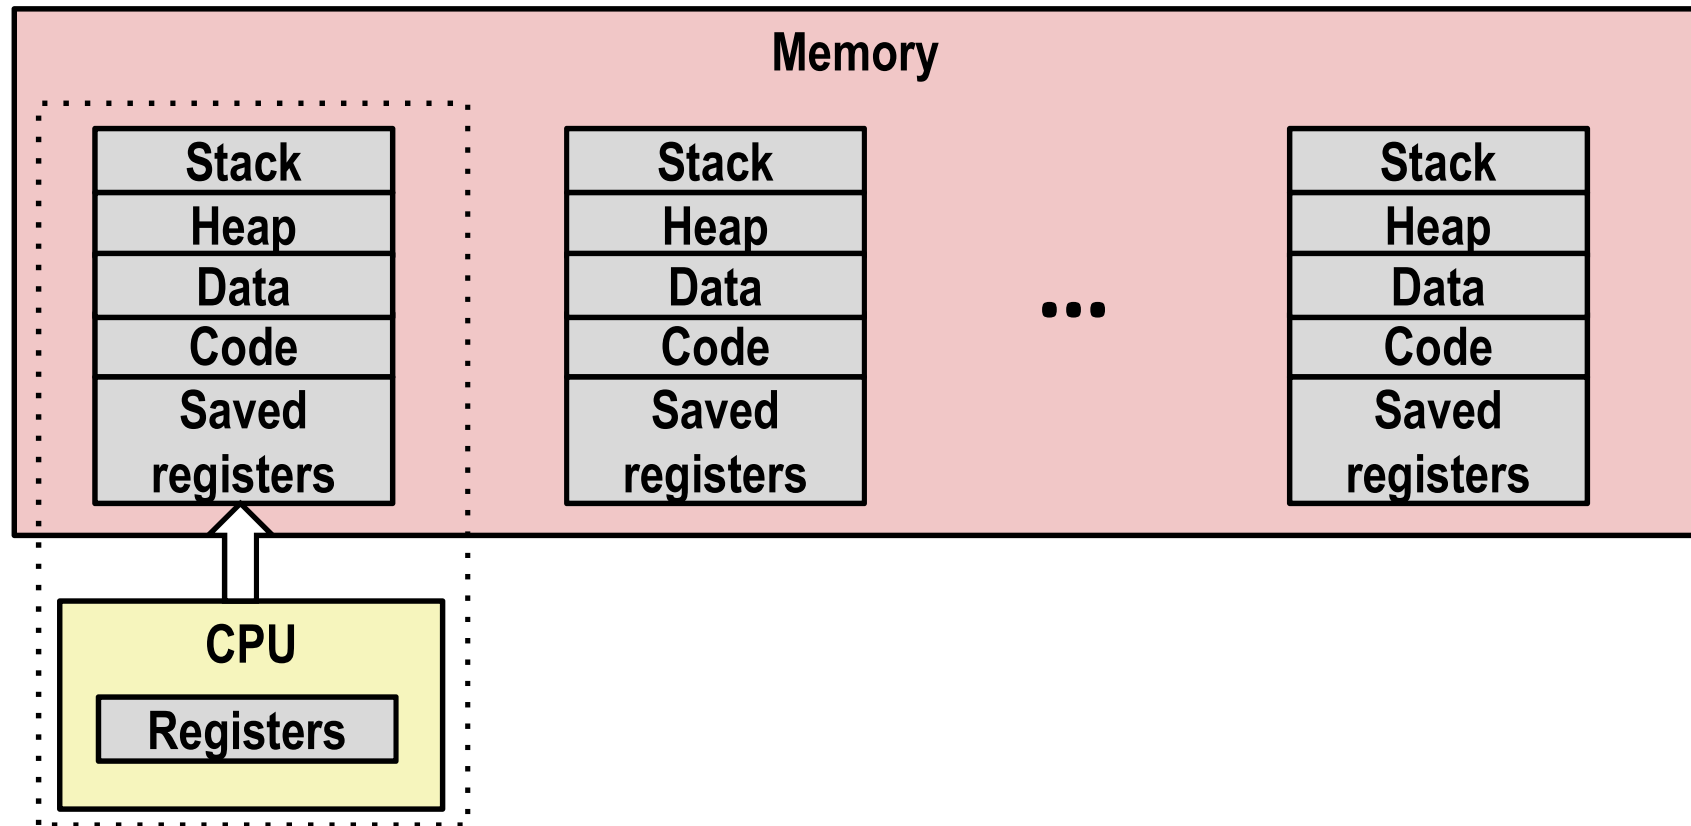 Memory
Stack
Heap
Data
Code
Saved
registers
Stack
Heap
Data
Code
Saved
registers
...
Stack
Heap
Data
Code
Saved
registers
CPU
Registers